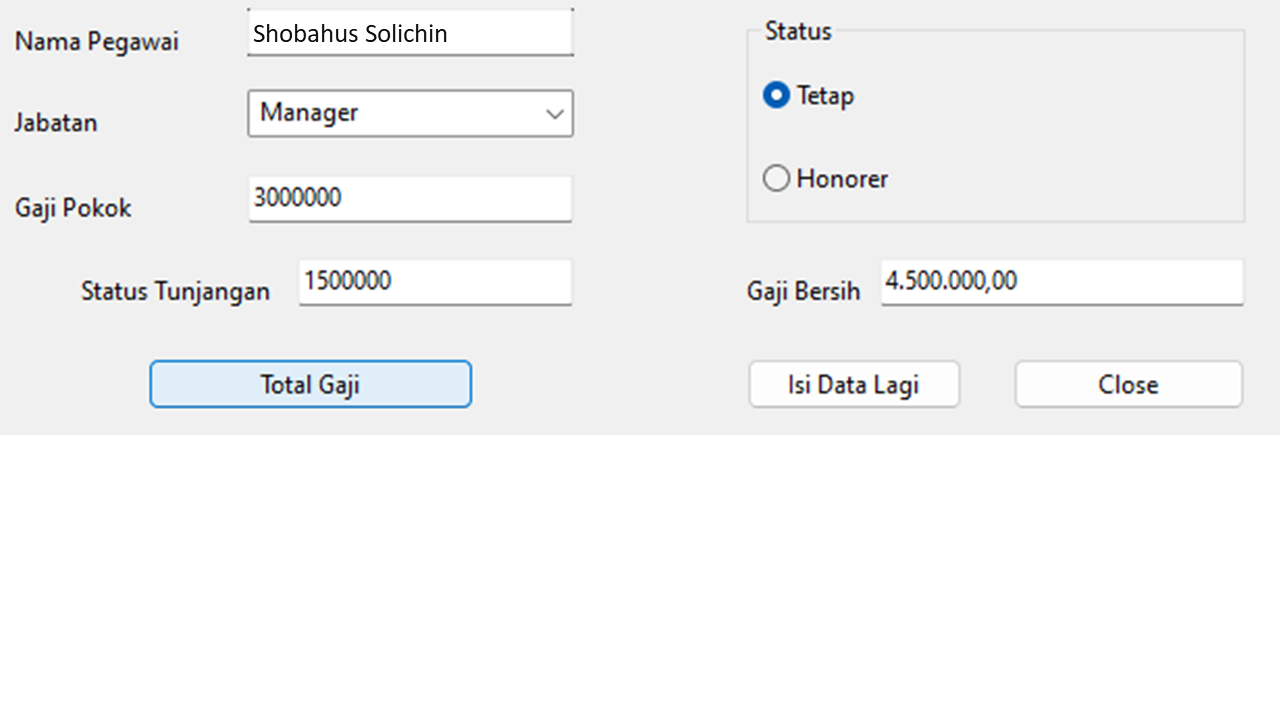 Nama Pegawai Shobahus Solichin
Jabatan Manager
Gaji Pokok 3000000
Status Tunjangan 1500000
Status
Tetap
Honorer
Gaji Bersih 4.500.000,00
Total Gaji
Isi Data Lagi
Close